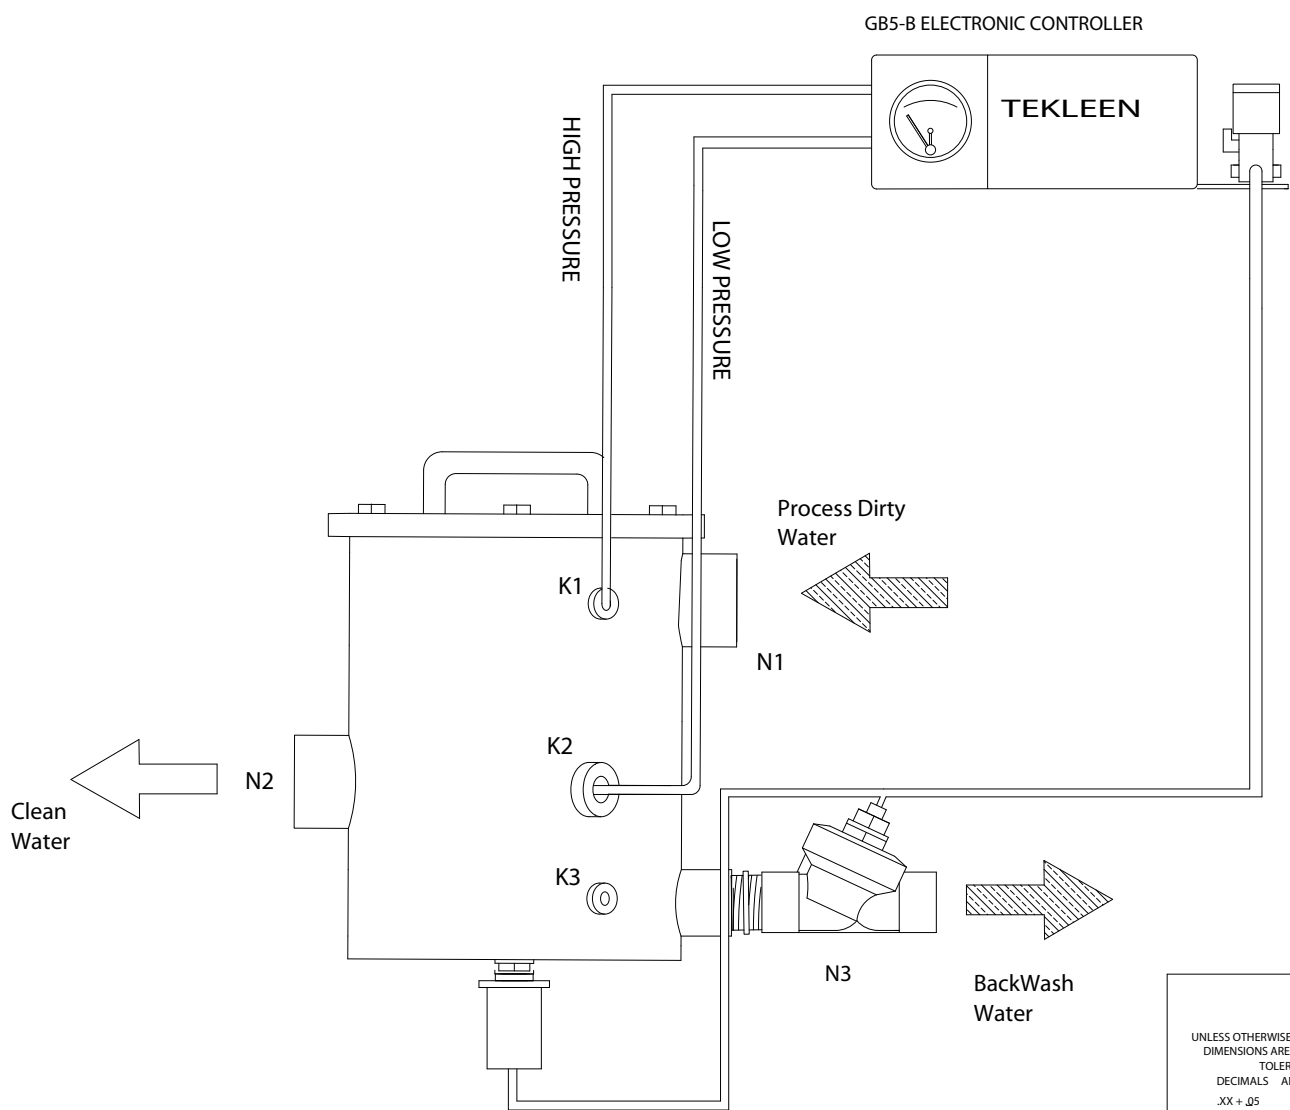 GB5-B ELECTRONIC CONTROLLER
TEKLEEN
HIGH PRESSURE
LOW PRESSURE
Process Dirty
Water
K1
N1
K2
N2
Clean
Water
K3
N3
BackWash
Water
UNLESS OTHERWISE
DIMENSIONS ARE
DECIMALS
.XX + .05